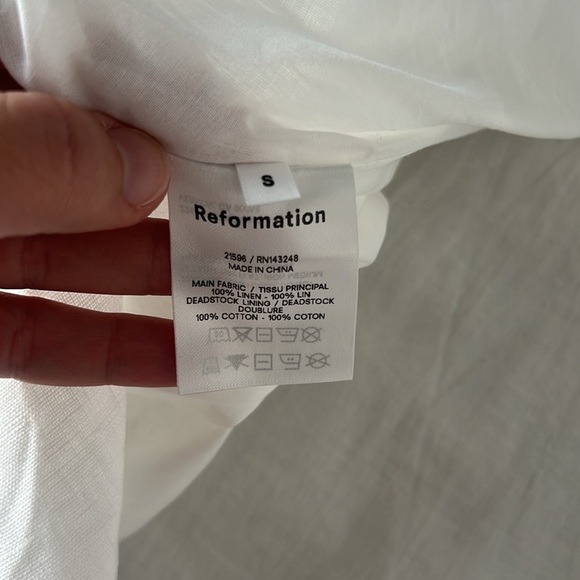 S
Reformation
21596 / RN143248
MADE IN CHINA
MAIN FABRIC / TISSU PRINCIPAL
100% LINEN - 100% LIN
DEADSTOCK LINING / DEADSTOCK
DOUBLURE
100% COTTON - 100% COTON